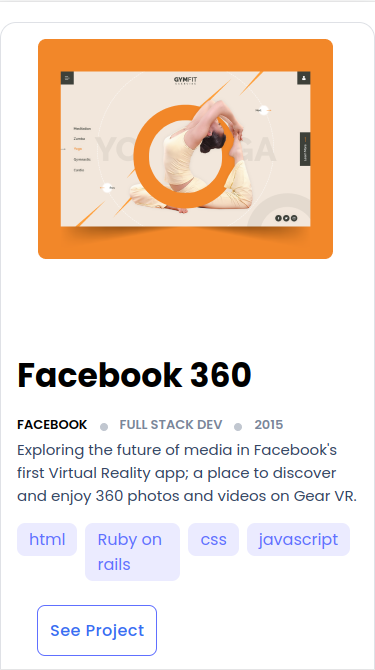 GYMFIT
Meditation
Combo
Yoga
Gymnastic
Cardio
Facebook 360
FACEBOOK FULL STACK DEV 2015
Exploring the future of media in Facebook's
first Virtual Reality app; a place to discover
and enjoy 360 photos and videos on Gear VR.
html Ruby on css javascript
rails
See Project